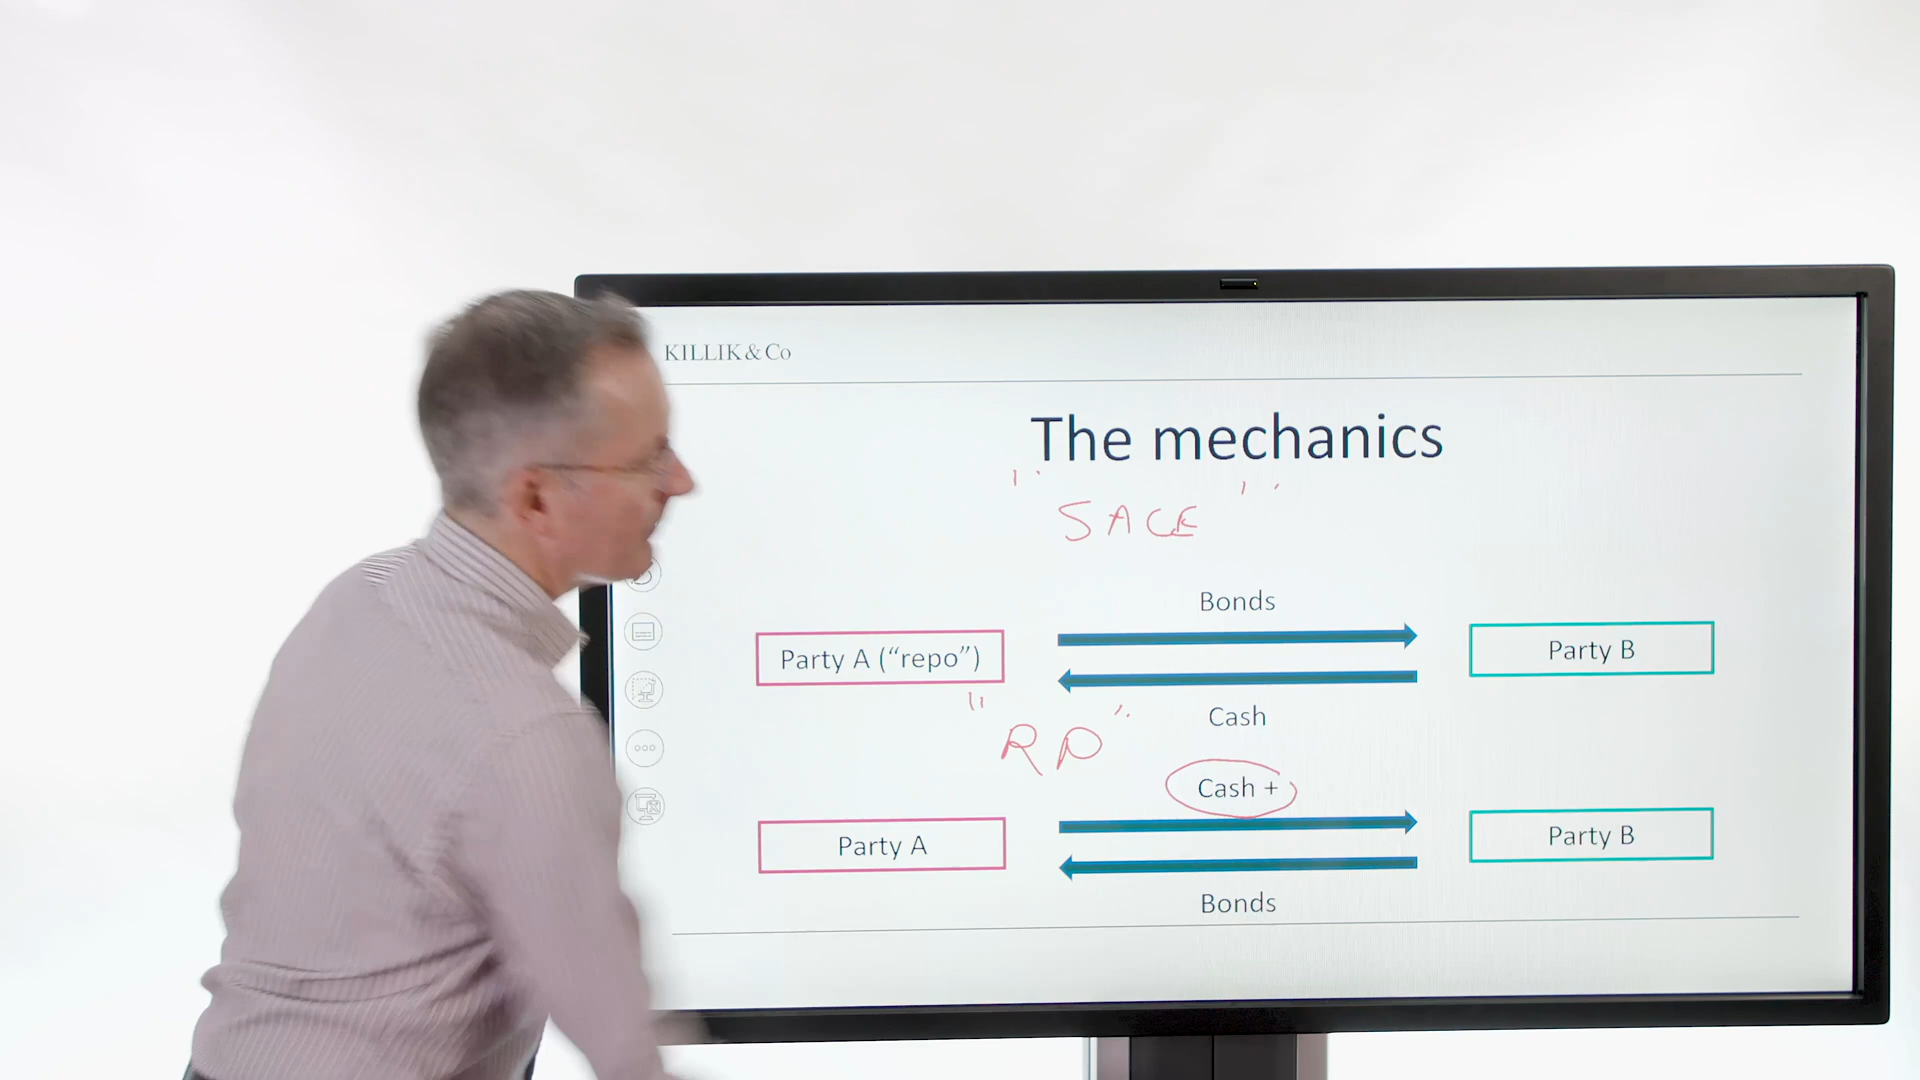 KILLIK & Co
The mechanics
" SALE "
Bonds
Party A (“repo”)
Party B
Cash
" RP "
Cash +
Party A
Party B
Bonds